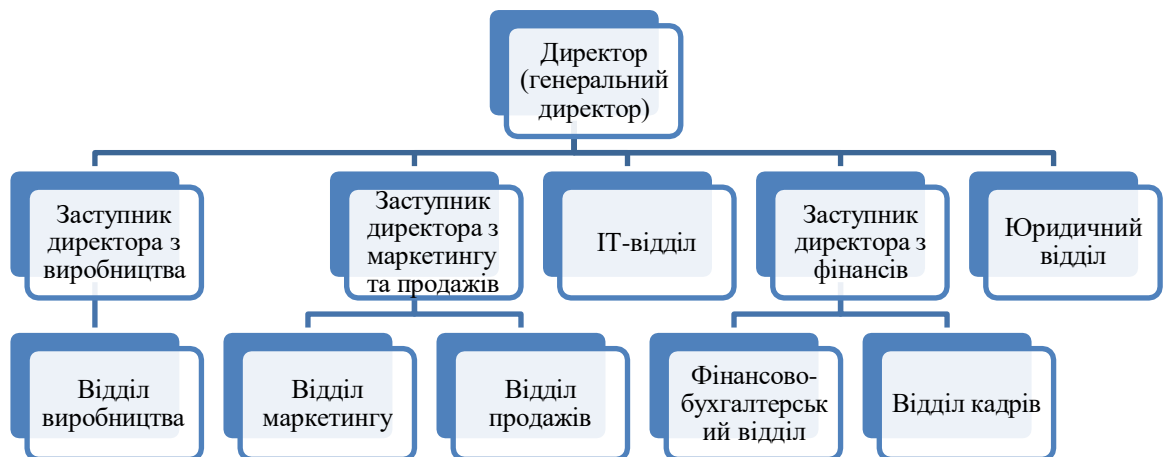 Директор
(генеральний
директор)
Заступник
директора з
виробництва
Заступник
директора з
маркетингу
та продажів
ІТ-відділ
Заступник
директора з
фінансів
Юридичний
відділ
Відділ
виробництва
Відділ
маркетингу
Відділ
продажів
Фінансово-
бухгалтерськ
ий відділ
Відділ кадрів